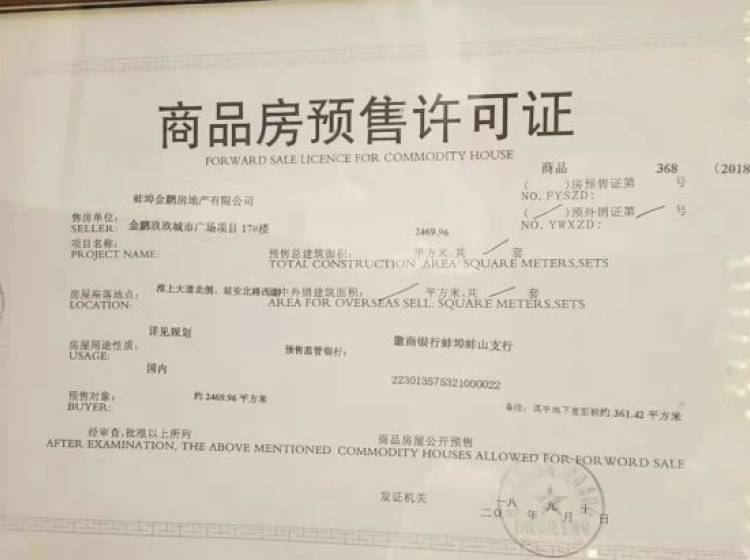 商品房预售许可证
FORWARD SALE LICENCE FOR COMMODITY HOUSE
商品 368 (2018
( )房预售证第 号
NO. FYSZD:
( )预外销证第 号
NO. YWXZD:
蚌埠金鹏房地产有限公司
售房单位:
SELLER: 金鹏玖玖城市广场项目 17#楼
项目名称:
PROJECT NAME:
2469.96
预售总建筑面积: 平方米,共 套
TOTAL CONSTRUCTION AREA: SQUARE METERS,SETS
房屋座落地点: 淮上大道北侧、延安北路西侧
LOCATION:
其中外销建筑面积: 平方米,共 套
AREA FOR OVERSEAS SELL: SQUARE METERS,SETS
详见规划
房屋用途性质:
USAGE:
预售监管银行: 徽商银行蚌埠蚌山支行
国内
223013575321000022
预售对象: 约 2469.96 平方米
BUYER:
备注: 其中地下室面积约 361.42 平方米
经审查,批准以上所列 商品房屋公开预售
AFTER EXAMINATION, THE ABOVE MENTIONED COMMODITY HOUSES ALLOWED FOR FORWORD SALE
发证机关
二〇一八年九月十日